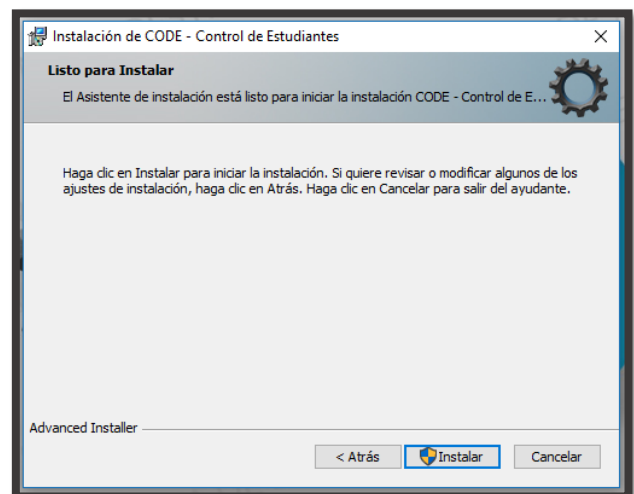 Instalación de CODE - Control de Estudiantes
Listo para Instalar
El Asistente de instalación está listo para iniciar la instalación CODE - Control de E...
Haga clic en Instalar para iniciar la instalación. Si quiere revisar o modificar algunos de los
ajustes de instalación, haga clic en Atrás. Haga clic en Cancelar para salir del ayudante.
Advanced Installer
< Atrás
Instalar
Cancelar